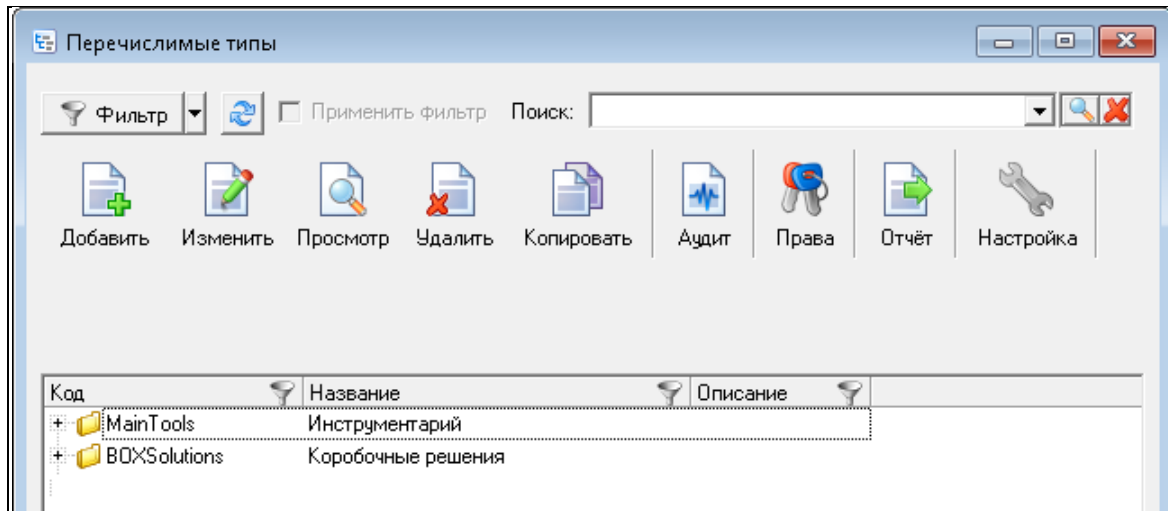 Перечислимые типы
Фильтр Применить фильтр Поиск:
Добавить Изменить Просмотр Удалить Копировать Аудит Права Отчёт Настройка
Код Название Описание
MainTools Инструментарий
BOXSolutions Коробочные решения